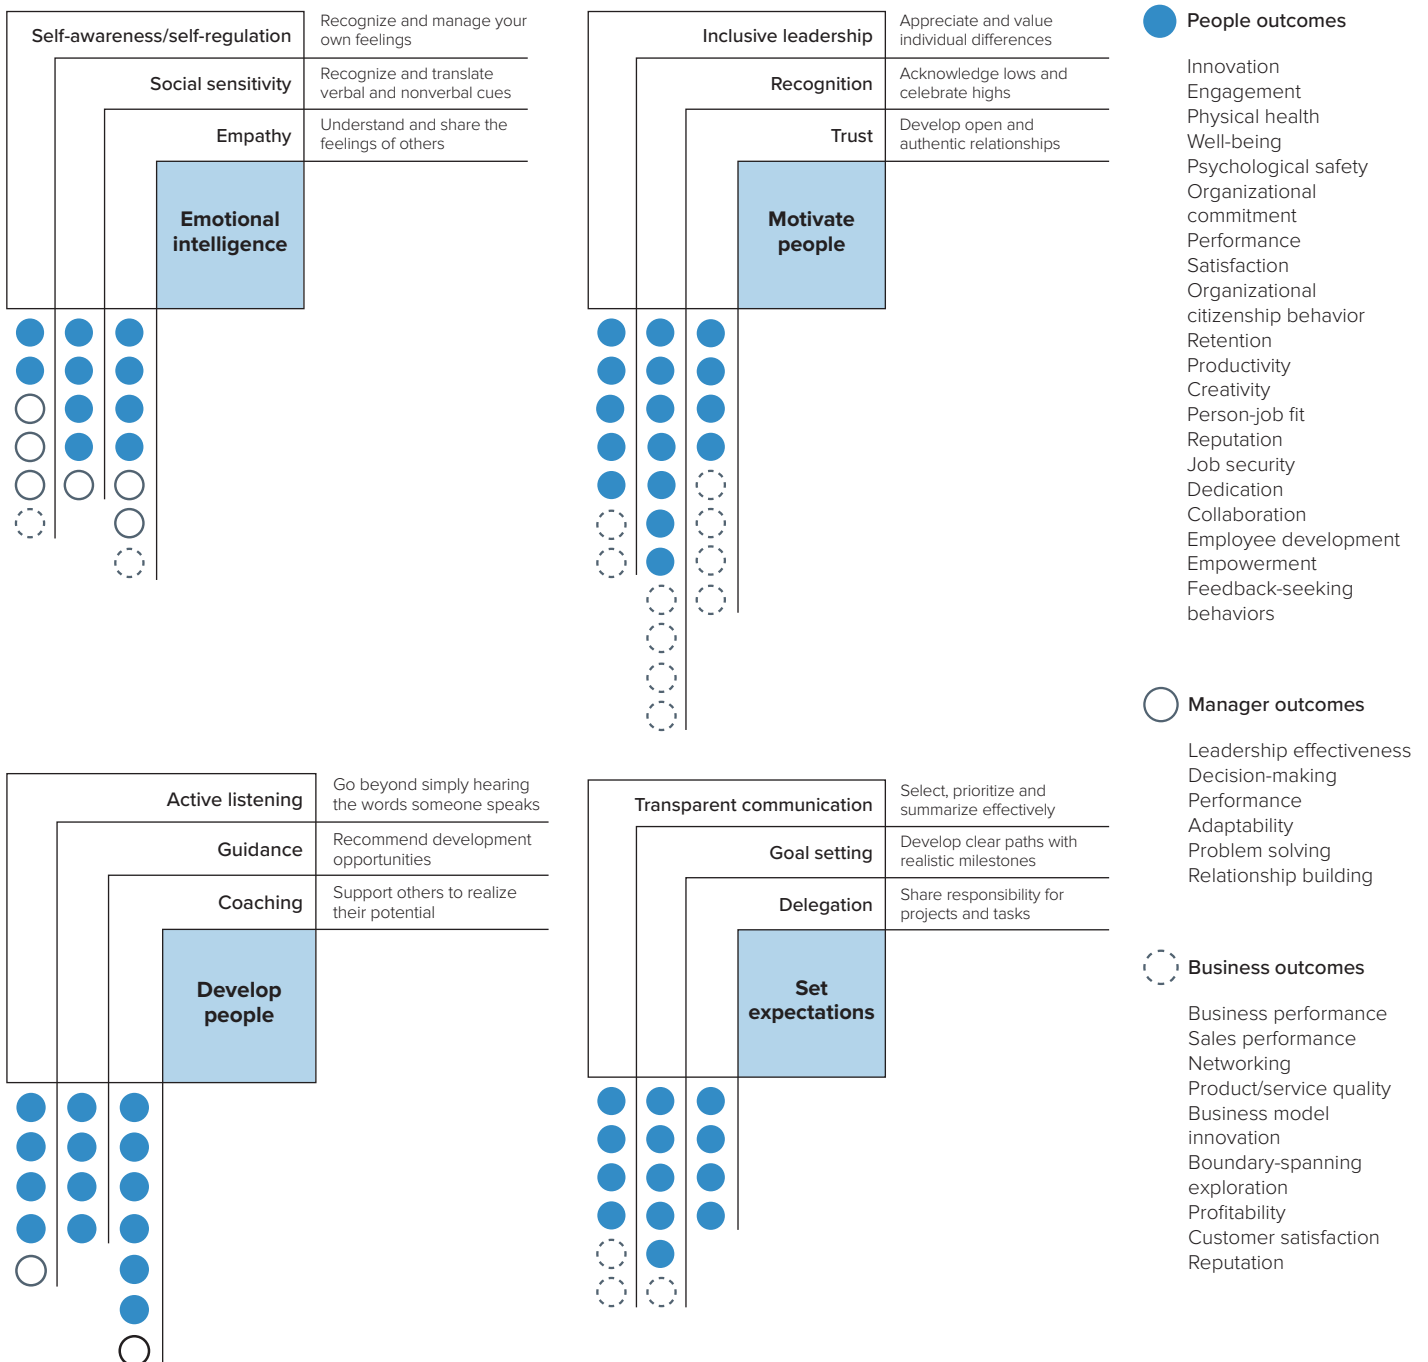 Self-awareness/self-regulation
Recognize and manage your
own feelings
Social sensitivity
Recognize and translate
verbal and nonverbal cues
Empathy
Understand and share the
feelings of others
Emotional
intelligence
Inclusive leadership
Appreciate and value
individual differences
Recognition
Acknowledge lows and
celebrate highs
Trust
Develop open and
authentic relationships
Motivate
people
Active listening
Go beyond simply hearing
the words someone speaks
Guidance
Recommend development
opportunities
Coaching
Support others to realize
their potential
Develop
people
Transparent communication
Select, prioritize and
summarize effectively
Goal setting
Develop clear paths with
realistic milestones
Delegation
Share responsibility for
projects and tasks
Set
expectations
People outcomes
Innovation
Engagement
Physical health
Well-being
Psychological safety
Organizational
commitment
Performance
Satisfaction
Organizational
citizenship behavior
Retention
Productivity
Creativity
Person-job fit
Reputation
Job security
Dedication
Collaboration
Employee development
Empowerment
Feedback-seeking
behaviors
Manager outcomes
Leadership effectiveness
Decision-making
Performance
Adaptability
Problem solving
Relationship building
Business outcomes
Business performance
Sales performance
Networking
Product/service quality
Business model
innovation
Boundary-spanning
exploration
Profitability
Customer satisfaction
Reputation